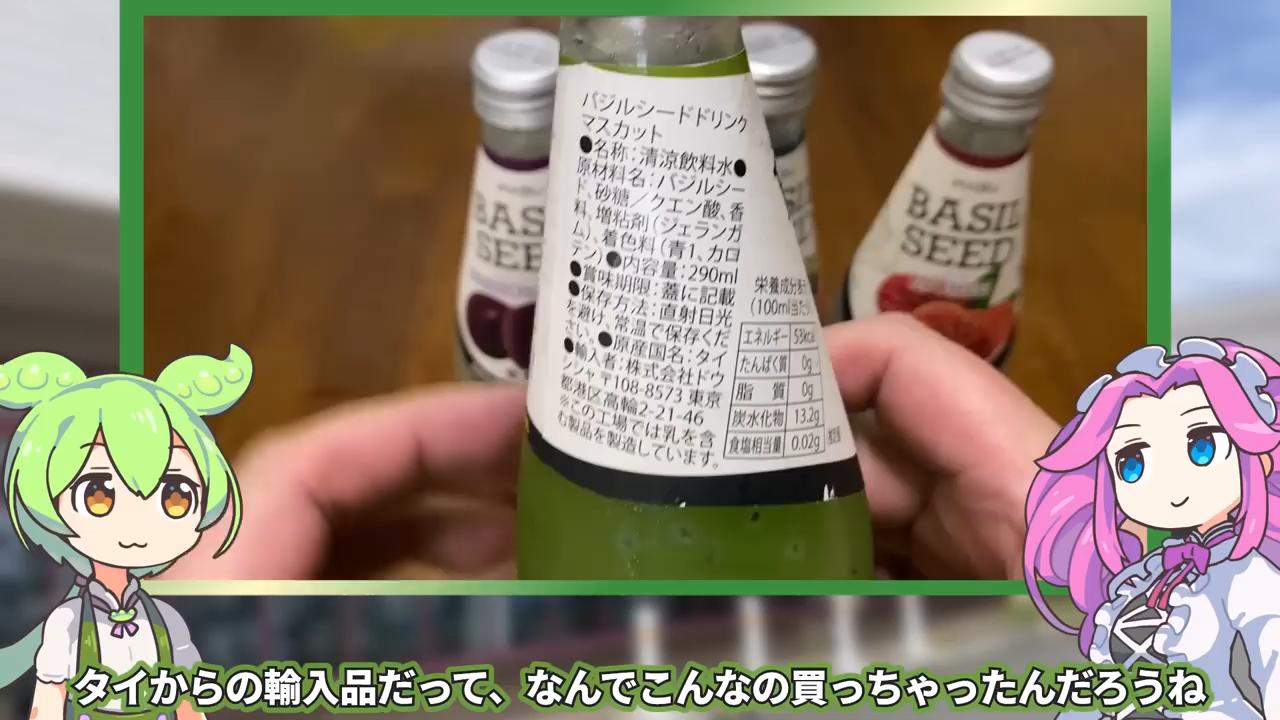 バジルシードドリンク
マスカット
●名称：清涼飲料水●
原材料名：バジルシー
ド、砂糖／クエン酸、香
料、増粘剤（ジェランガ
ム）、着色料（青1、カロ
テン）●内容量：290ml
●賞味期限：蓋に記載
●保存方法：直射日光
を避け、常温で保存くだ
さい ●原産国名：タイ
●輸入者：株式会社ドウ
シシャ 〒108-8573 東京
都港区高輪2-21-46
※この工場では乳を含
む製品を製造しています。
栄養成分表示
(100ml当たり)
エネルギー 53kcal
たんぱく質 0g
脂質 0g
炭水化物 13.2g
食塩相当量 0.02g
BASIL
SEED
BASIL
SEED
タイからの輸入品だって、なんでこんなの買っちゃったんだろうね